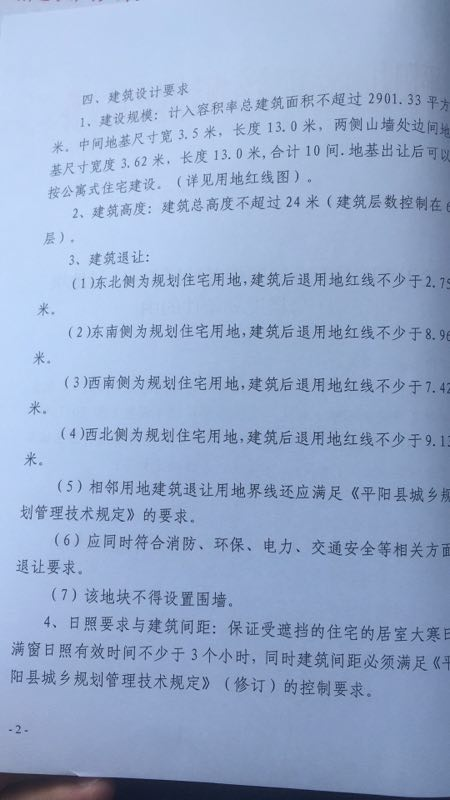 四、建筑设计要求
1、建设规模：计入容积率总建筑面积不超过 2901.33 平方
米。中间地基尺寸宽 3.5 米，长度 13.0 米，两侧山墙处边间地
基尺寸宽度 3.62 米，长度 13.0 米,合计 10 间.地基出让后可以
按公寓式住宅建设。（详见用地红线图）。
2、建筑高度：建筑总高度不超过 24 米（建筑层数控制在 6
层）。
3、建筑退让：
(1)东北侧为规划住宅用地,建筑后退用地红线不少于 2.75
米。
(2)东南侧为规划住宅用地,建筑后退用地红线不少于 8.96
米。
(3)西南侧为规划住宅用地,建筑后退用地红线不少于 7.42
米。
(4)西北侧为规划住宅用地,建筑后退用地红线不少于 9.13
米。
(5)相邻用地建筑退让用地界线还应满足《平阳县城乡规
划管理技术规定》的要求。
(6)应同时符合消防、环保、电力、交通安全等相关方面
退让要求。
(7)该地块不得设置围墙。
4、日照要求与建筑间距：保证受遮挡的住宅的居室大寒日
满窗日照有效时间不少于 3 个小时，同时建筑间距必须满足《平
阳县城乡规划管理技术规定》（修订）的控制要求。
- 2 -